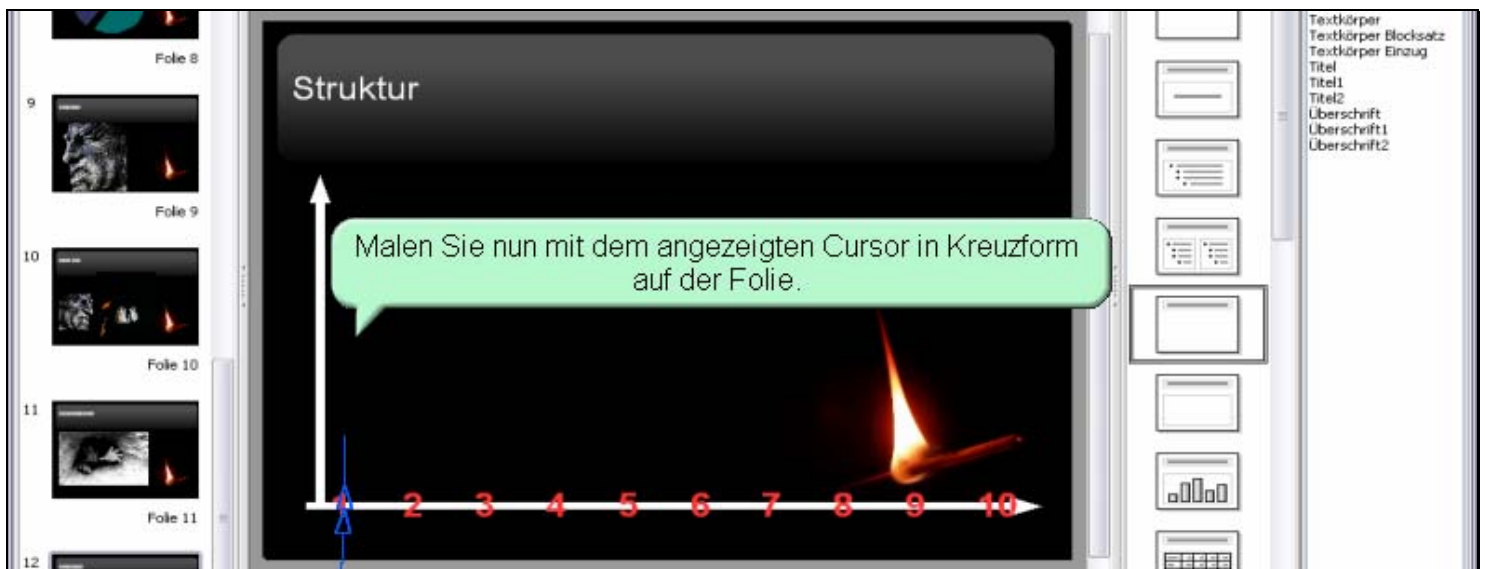 Folie 8
9
Folie 9
10
Folie 10
11
Folie 11
12
Struktur
Malen Sie nun mit dem angezeigten Cursor in Kreuzform
auf der Folie.
1 2 3 4 5 6 7 8 9 10
Textkörper
Textkörper Blocksatz
Textkörper Einzug
Titel
Titel1
Titel2
Überschrift
Überschrift1
Überschrift2